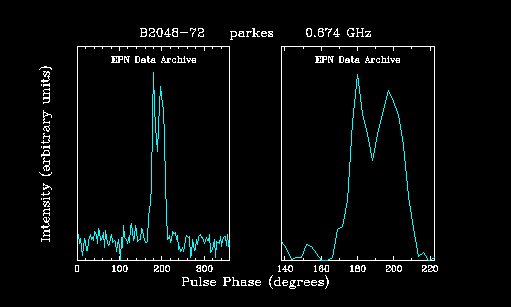 B2048-72 parkes 0.674 GHz
EPN Data Archive EPN Data Archive
Intensity (arbitrary units)
0 100 200 300 140 160 180 200 220
Pulse Phase (degrees)